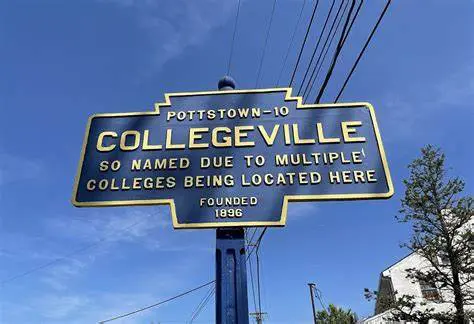 POTTSTOWN-10
COLLEGEVILLE
SO NAMED DUE TO MULTIPLE
COLLEGES BEING LOCATED HERE
FOUNDED
1896